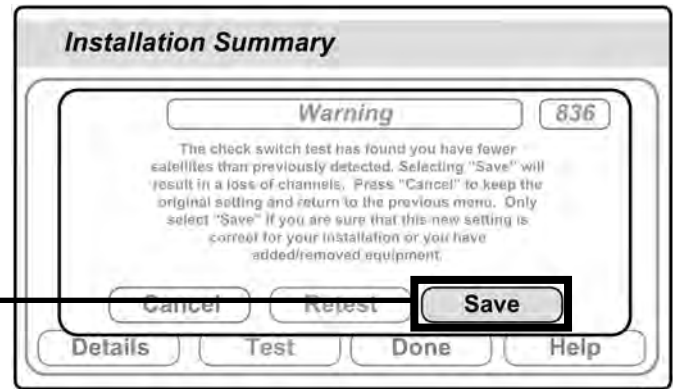 Installation Summary
Warning 836
The check switch test has found you have fewer
satellites than previously detected. Selecting "Save" will
result in a loss of channels. Press "Cancel" to keep the
original setting and return to the previous menu. Only
select "Save" if you are sure that this new setting is
correct for your installation or you have
added/removed equipment.
Cancel Retest Save
Details Test Done Help